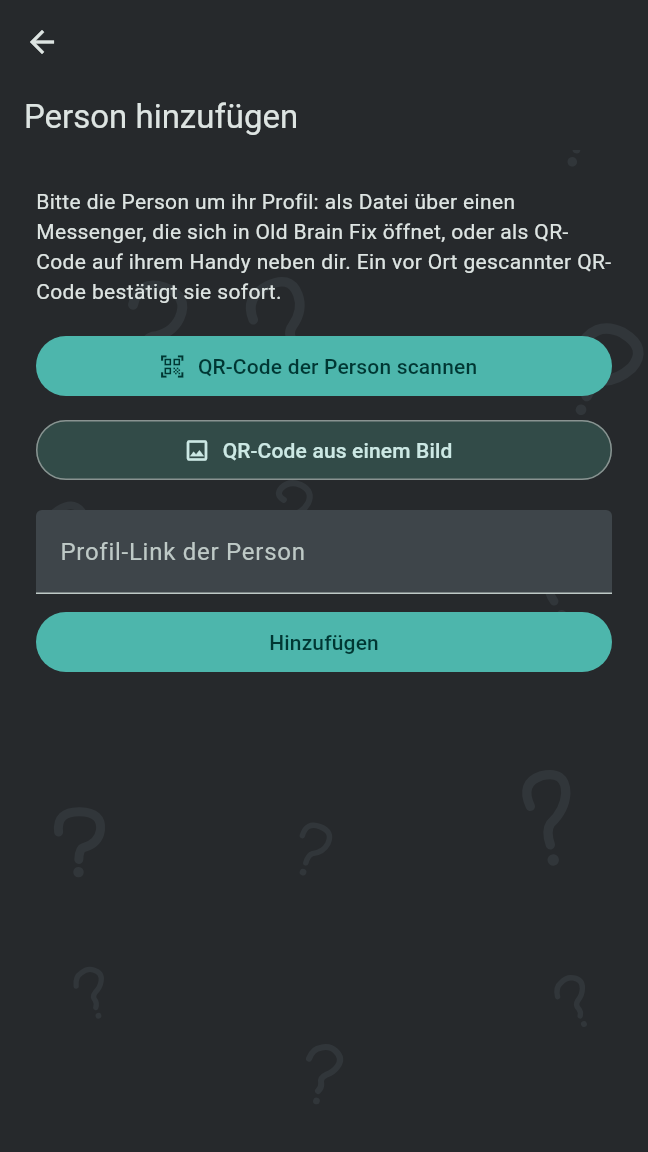 Person hinzufügen
Bitte die Person um ihr Profil: als Datei über einen
Messenger, die sich in Old Brain Fix öffnet, oder als QR-
Code auf ihrem Handy neben dir. Ein vor Ort gescannter QR-
Code bestätigt sie sofort.
QR-Code der Person scannen
QR-Code aus einem Bild
Profil-Link der Person
Hinzufügen